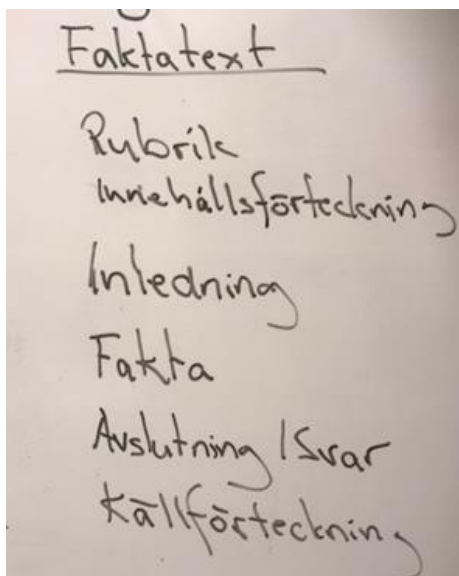 Faktatext
Rubrik
Innehållsförteckning
Inledning
Fakta
Avslutning / Svar
Källförteckning